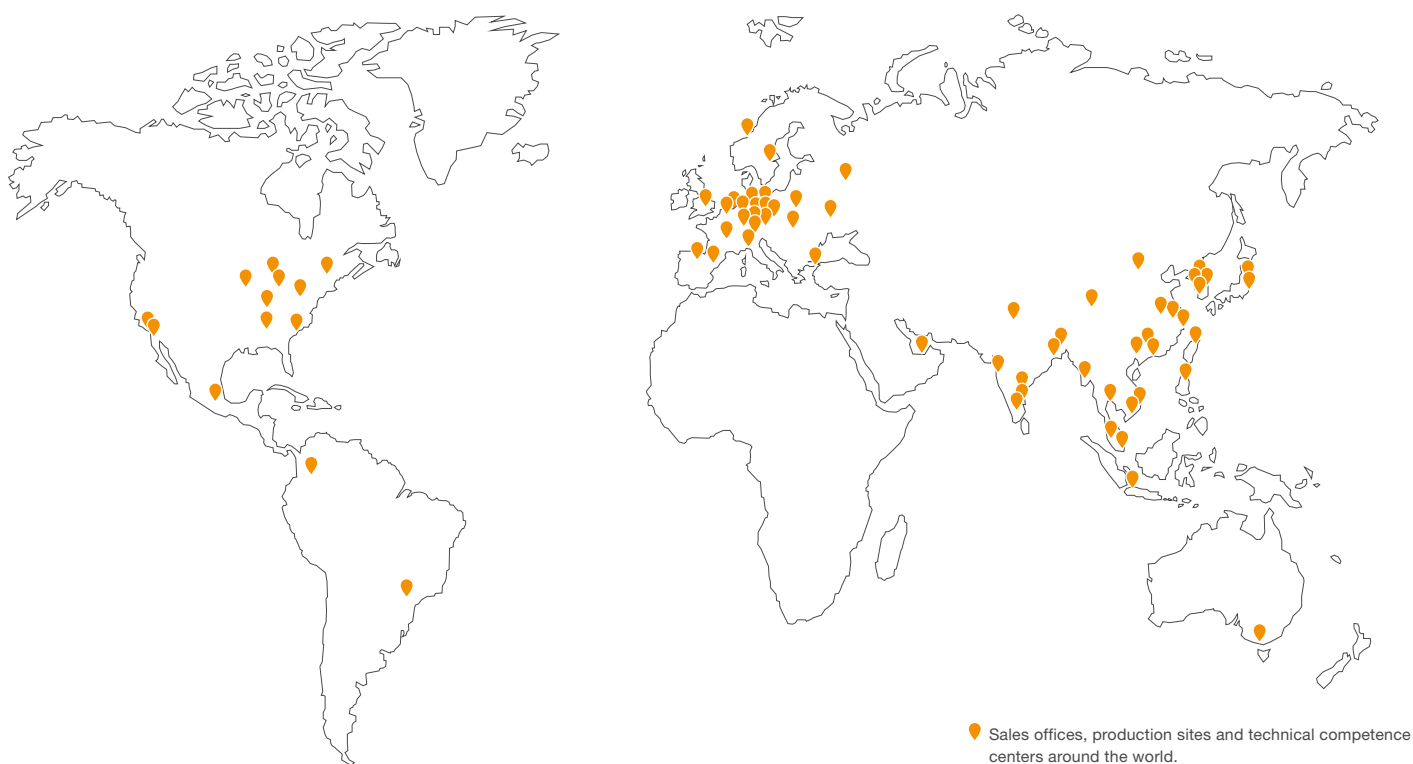 Sales offices, production sites and technical competence
centers around the world.